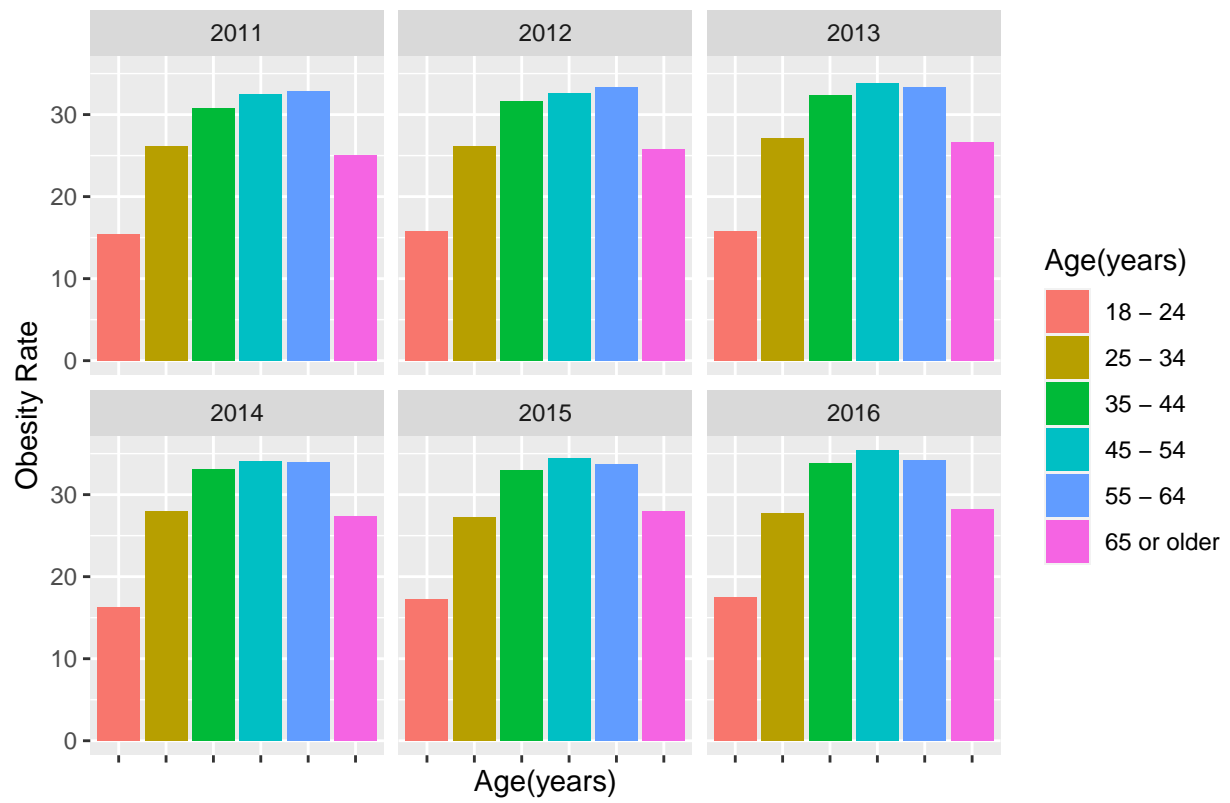 2011
2012
2013
30
20
10
0
2014
2015
2016
30
20
10
0
Obesity Rate
Age(years)
Age(years)
18 – 24
25 – 34
35 – 44
45 – 54
55 – 64
65 or older